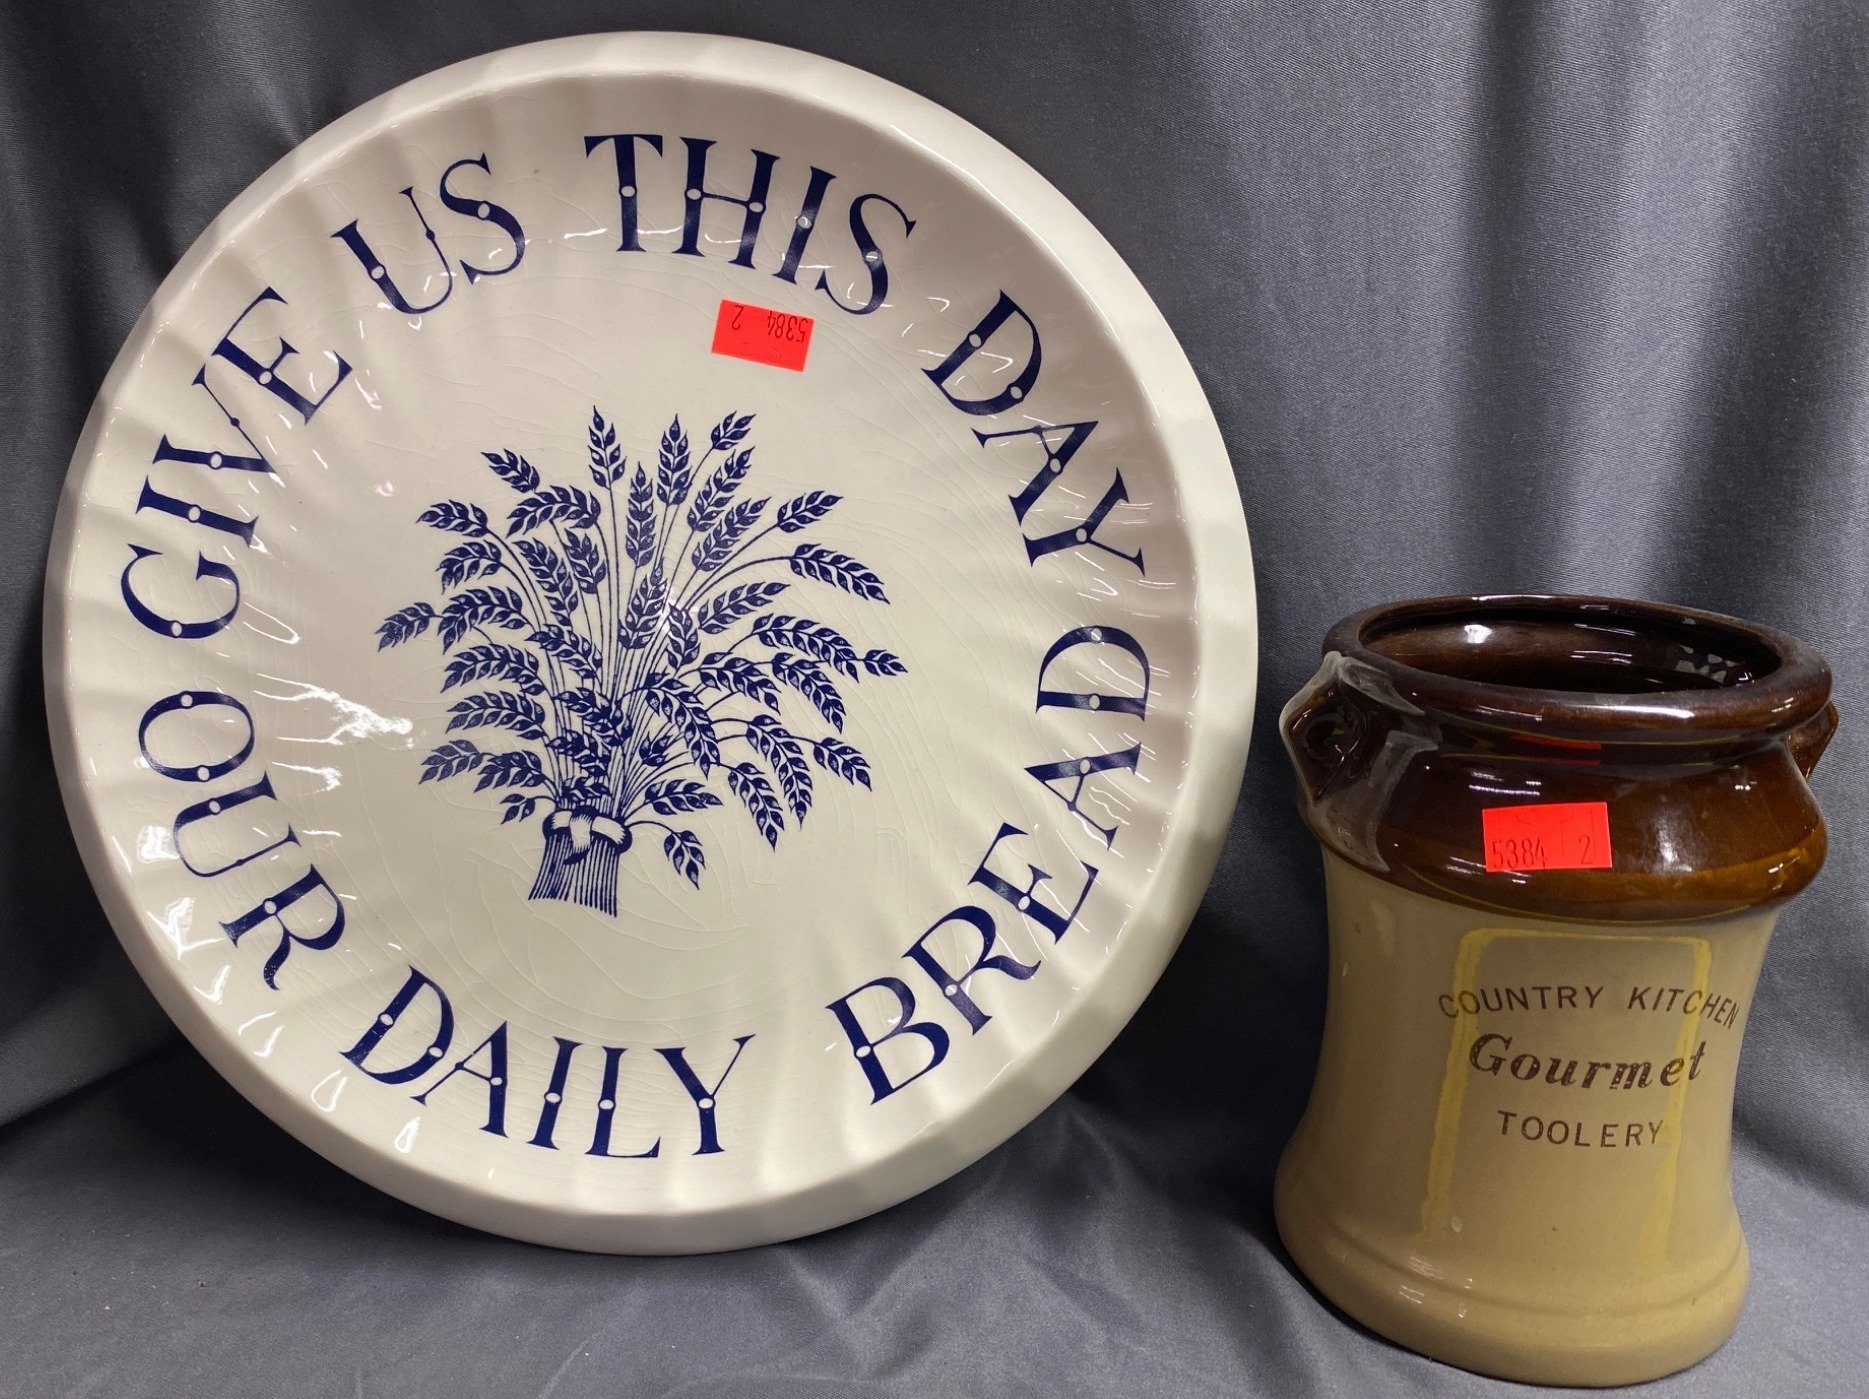 GIVE US THIS DAY
OUR DAILY BREAD
5384 2
5384 2
COUNTRY KITCHEN
Gourmet
TOOLERY